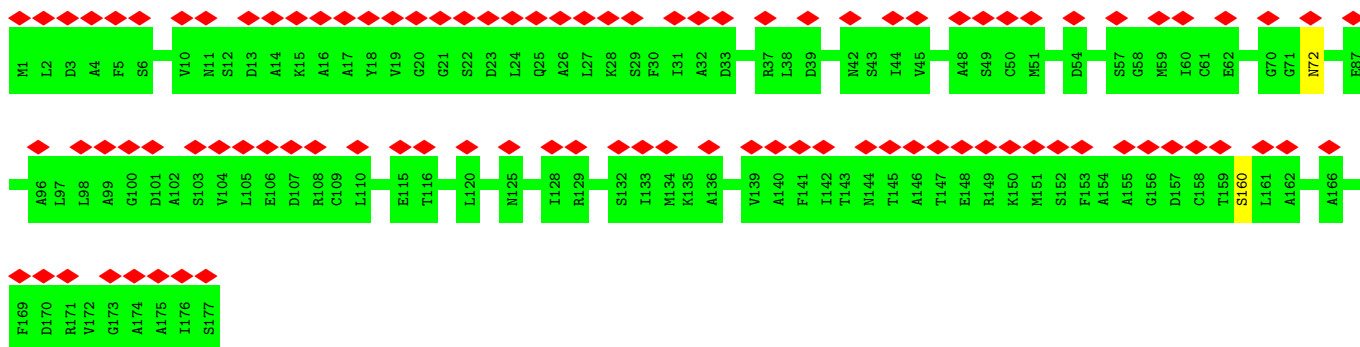 M1 L2 D3 A4 F5 S6 V10 N11 S12 D13 A14 K15 A16 A17 Y18 V19 G20 G21 S22 D23 L24 Q25 A26 L27 K28 S29 F30 I31 A32 D33 R37 L38 D39 N42 S43 I44 V45 A48 S49 C50 M51 D54 S57 G58 M59 I60 C61 E62 G70 G71 N72 E87
A96 L97 L98 A99 G100 D101 A102 S103 V104 L105 E106 D107 R108 C109 L110 E115 T116 L120 N125 I128 R129 S132 I133 M134 K135 A136 V139 A140 F141 I142 T143 N144 T145 A146 T147 E148 R149 K150 M151 S152 F153 A154 A155 G156 D157 C158 T159 S160 L161 A162 A166
F169 D170 R171 V172 G173 A174 A175 I176 S177